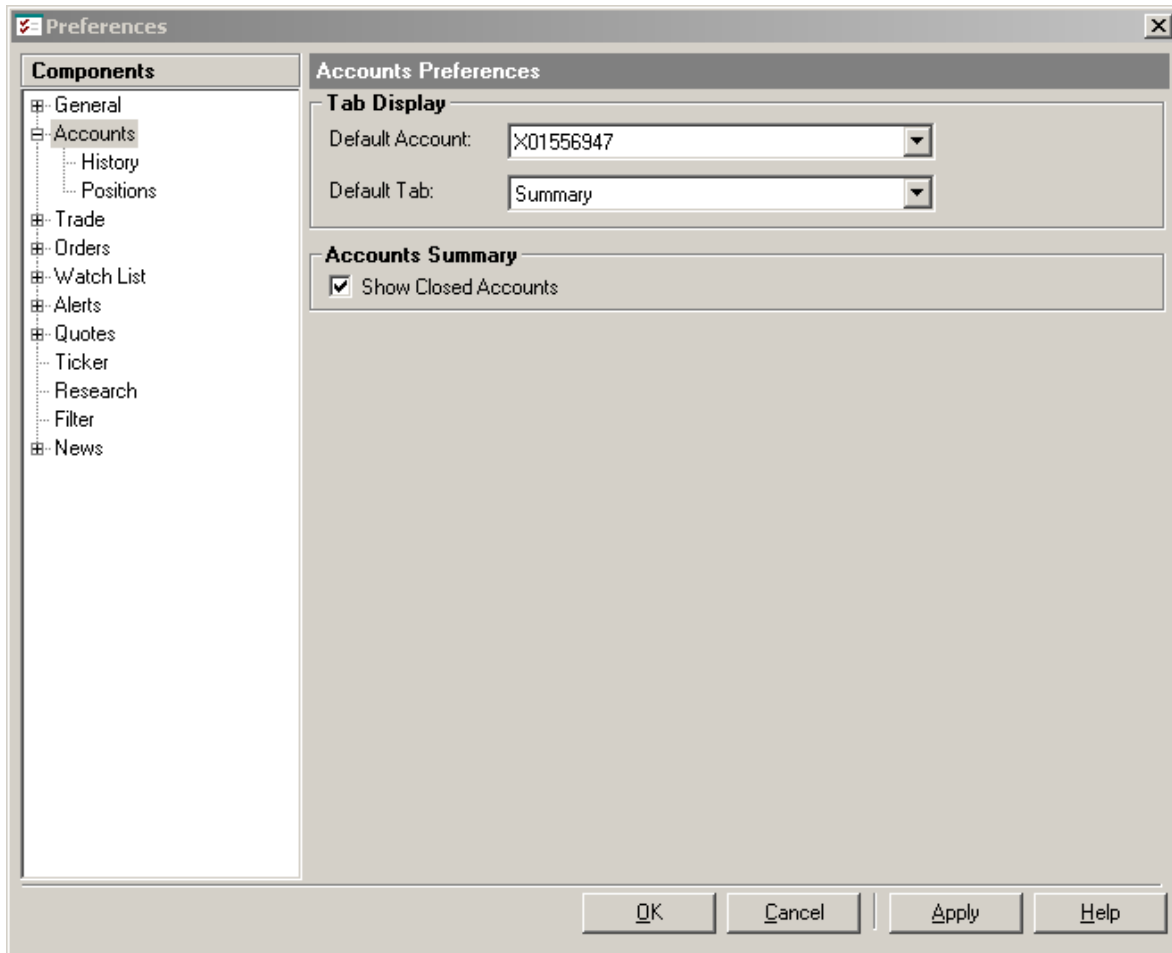 Preferences
Components
General
Accounts
History
Positions
Trade
Orders
Watch List
Alerts
Quotes
Ticker
Research
Filter
News
Accounts Preferences
Tab Display
Default Account: X01556947
Default Tab: Summary
Accounts Summary
Show Closed Accounts
OK Cancel Apply Help